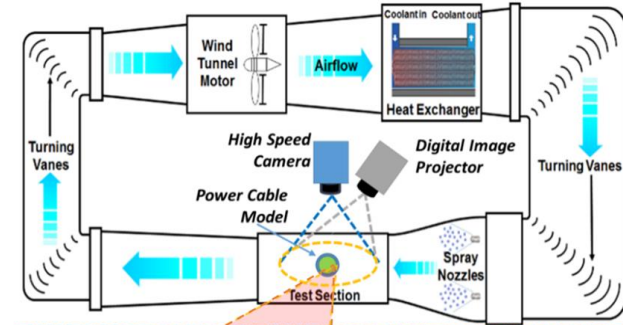 Coolant in Coolant out
Wind
Tunnel
Motor
Airflow
Heat Exchanger
High Speed
Camera
Digital Image
Projector
Turning
Vanes
Turning Vanes
Power Cable
Model
Spray
Nozzles
Test Section